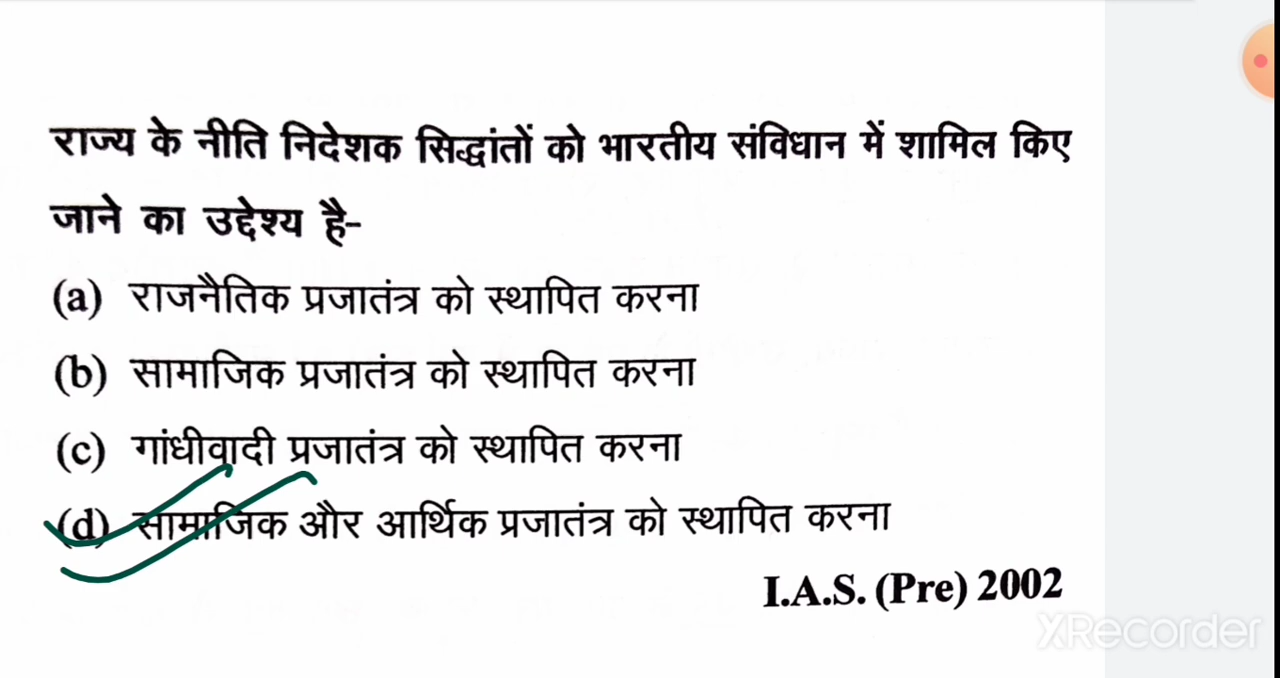 राज्य के नीति निदेशक सिद्धांतों को भारतीय संविधान में शामिल किए
जाने का उद्देश्य है-
(a) राजनैतिक प्रजातंत्र को स्थापित करना
(b) सामाजिक प्रजातंत्र को स्थापित करना
(c) गांधीवादी प्रजातंत्र को स्थापित करना
(d) सामाजिक और आर्थिक प्रजातंत्र को स्थापित करना
I.A.S. (Pre) 2002
XRecorder